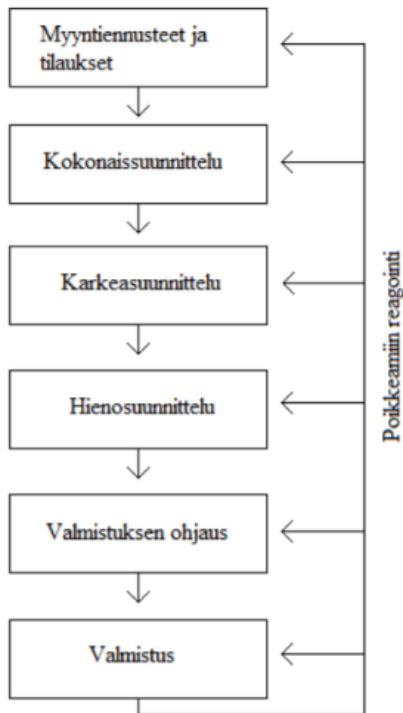 Myyntiennusteet ja
tilaukset
Kokonaissuunnittelu
Karkeasuunnittelu
Hienosuunnittelu
Valmistuksen ohjaus
Valmistus
Poikkeamiin reagointi